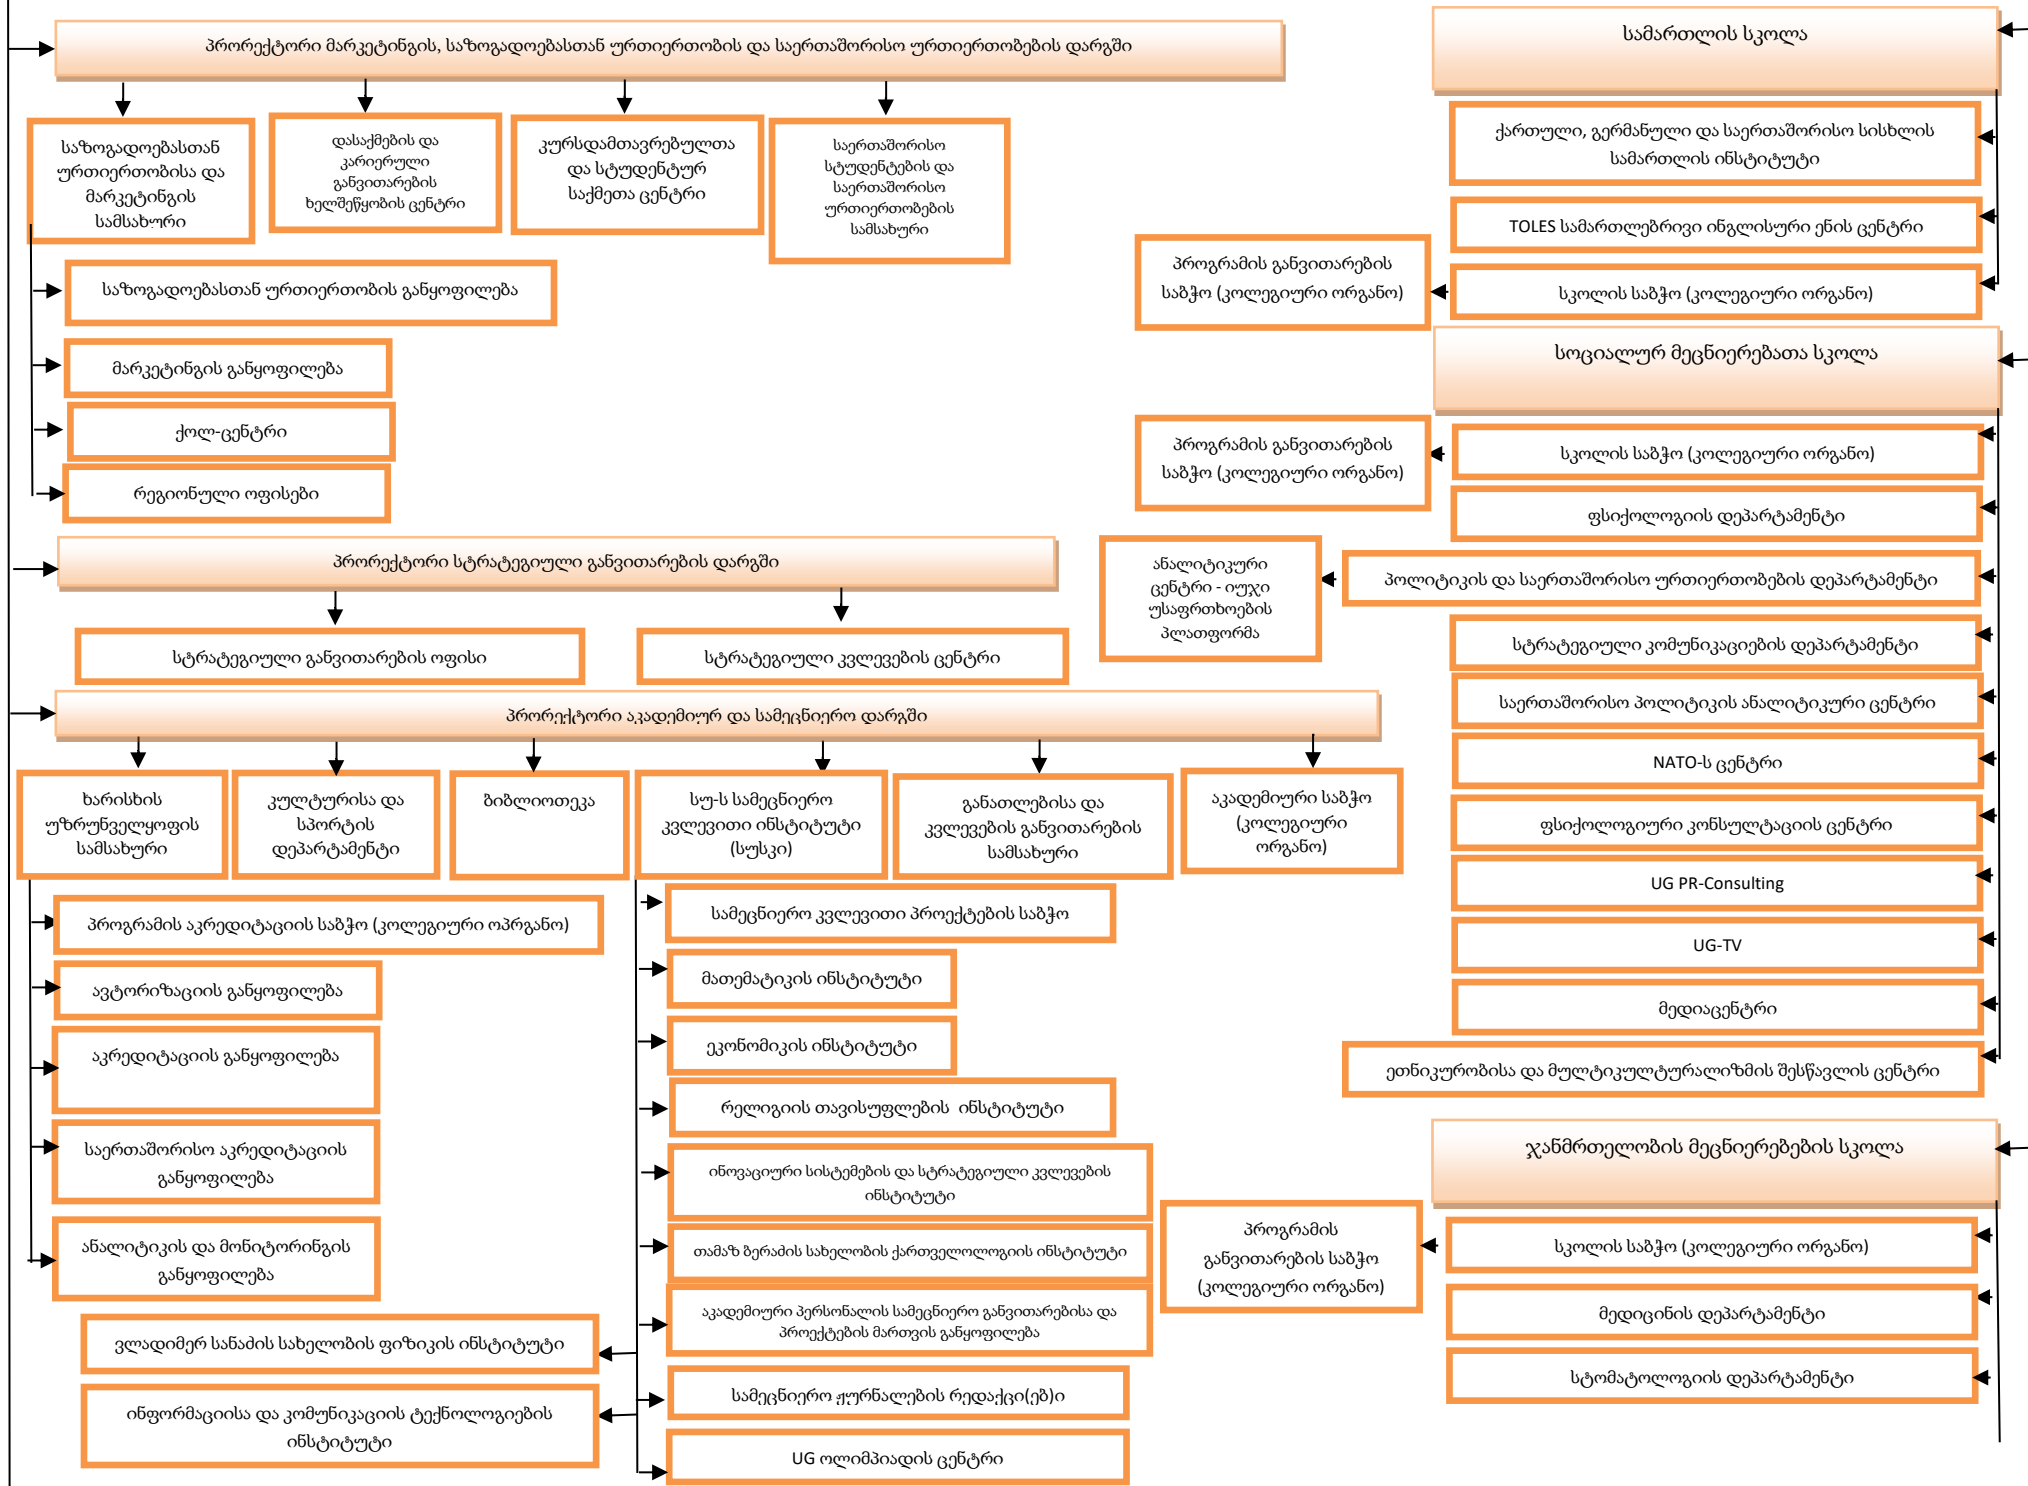 პრორექტორი მარკეტინგის, საზოგადოებასთან ურთიერთობის და საერთაშორისო ურთიერთობების დარგში
საზოგადოებასთან
ურთიერთობისა და
მარკეტინგის
სამსახური
დასაქმების და
კარიერული
განვითარების
ხელშეწყობის ცენტრი
კურსდამთავრებულთა
და სტუდენტურ
საქმეთა ცენტრი
საერთაშორისო
სტუდენტების და
საერთაშორისო
ურთიერთობების
სამსახური
საზოგადოებასთან ურთიერთობის განყოფილება
მარკეტინგის განყოფილება
ქოლ-ცენტრი
რეგიონული ოფისები
პრორექტორი სტრატეგიული განვითარების დარგში
სტრატეგიული განვითარების ოფისი
სტრატეგიული კვლევების ცენტრი
პრორექტორი აკადემიურ და სამეცნიერო დარგში
ხარისხის
უზრუნველყოფის
სამსახური
კულტურისა და
სპორტის
დეპარტამენტი
ბიბლიოთეკა
სუ-ს სამეცნიერო
კვლევითი ინსტიტუტი
(სუსკი)
განათლებისა და
კვლევების განვითარების
სამსახური
აკადემიური საბჭო
(კოლეგიური
ორგანო)
პროგრამის აკრედიტაციის საბჭო (კოლეგიური ოპრგანო)
ავტორიზაციის განყოფილება
აკრედიტაციის განყოფილება
საერთაშორისო აკრედიტაციის
განყოფილება
ანალიტიკის და მონიტორინგის
განყოფილება
სამეცნიერო კვლევითი პროექტების საბჭო
მათემატიკის ინსტიტუტი
ეკონომიკის ინსტიტუტი
რელიგიის თავისუფლების ინსტიტუტი
ინოვაციური სისტემების და სტრატეგიული კვლევების
ინსტიტუტი
თამაზ ბერაძის სახელობის ქართველოლოგიის ინსტიტუტი
აკადემიური პერსონალის სამეცნიერო განვითარებისა და
პროექტების მართვის განყოფილება
ვლადიმერ სანაძის სახელობის ფიზიკის ინსტიტუტი
სამეცნიერო ჟურნალების რედაქცი(ებ)ი
ინფორმაციისა და კომუნიკაციის ტექნოლოგიების
ინსტიტუტი
UG ოლიმპიადის ცენტრი
სამართლის სკოლა
ქართული, გერმანული და საერთაშორისო სისხლის
სამართლის ინსტიტუტი
TOLES სამართლებრივი ინგლისური ენის ცენტრი
სკოლის საბჭო (კოლეგიური ორგანო)
პროგრამის განვითარების
საბჭო (კოლეგიური ორგანო)
სოციალურ მეცნიერებათა სკოლა
სკოლის საბჭო (კოლეგიური ორგანო)
პროგრამის განვითარების
საბჭო (კოლეგიური ორგანო)
ფსიქოლოგიის დეპარტამენტი
პოლიტიკის და საერთაშორისო ურთიერთობების დეპარტამენტი
ანალიტიკური
ცენტრი - იუჯი
უსაფრთხოების
პლათფორმა
სტრატეგიული კომუნიკაციების დეპარტამენტი
საერთაშორისო პოლიტიკის ანალიტიკური ცენტრი
NATO-ს ცენტრი
ფსიქოლოგიური კონსულტაციის ცენტრი
UG PR-Consulting
UG-TV
მედიაცენტრი
ეთნიკურობისა და მულტიკულტურალიზმის შესწავლის ცენტრი
ჯანმრთელობის მეცნიერებების სკოლა
სკოლის საბჭო (კოლეგიური ორგანო)
პროგრამის
განვითარების საბჭო
(კოლეგიური ორგანო)
მედიცინის დეპარტამენტი
სტომატოლოგიის დეპარტამენტი